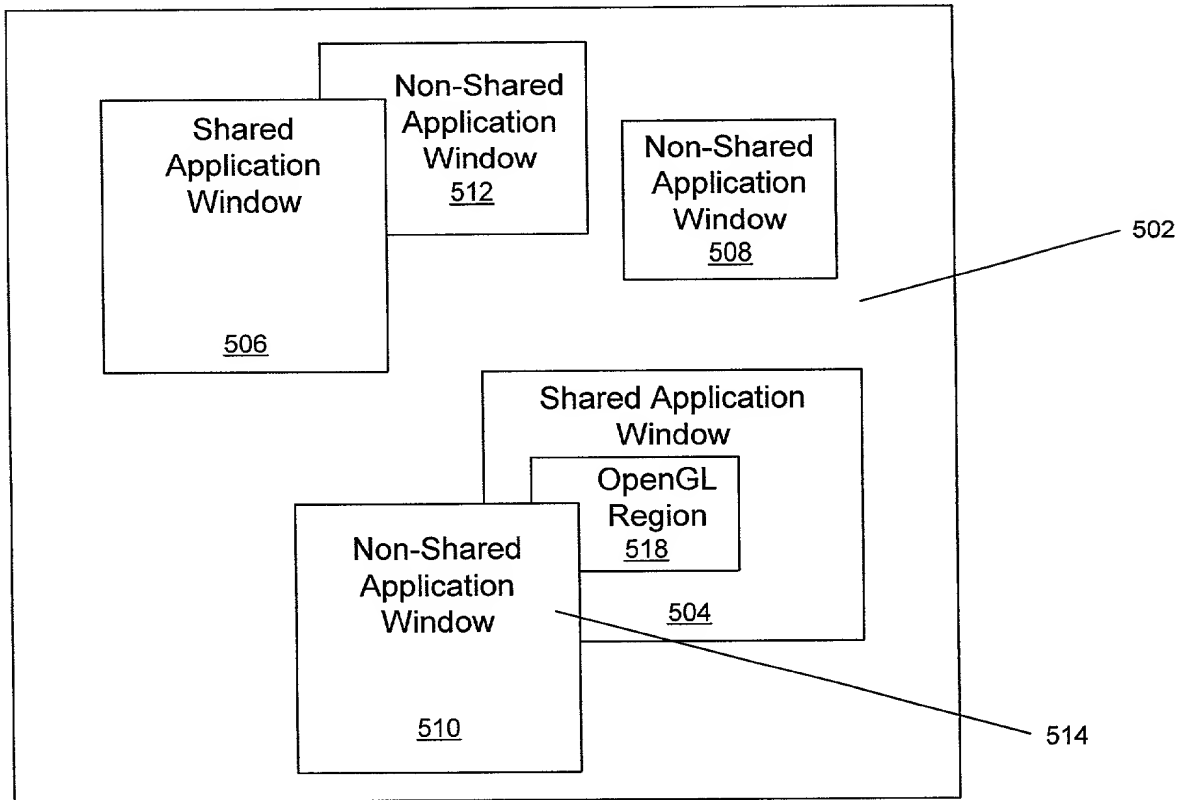 Non-Shared
Application
Window
512
Shared
Application
Window
506
Non-Shared
Application
Window
508
502
Shared Application
Window
OpenGL
Region
518
504
Non-Shared
Application
Window
510
514